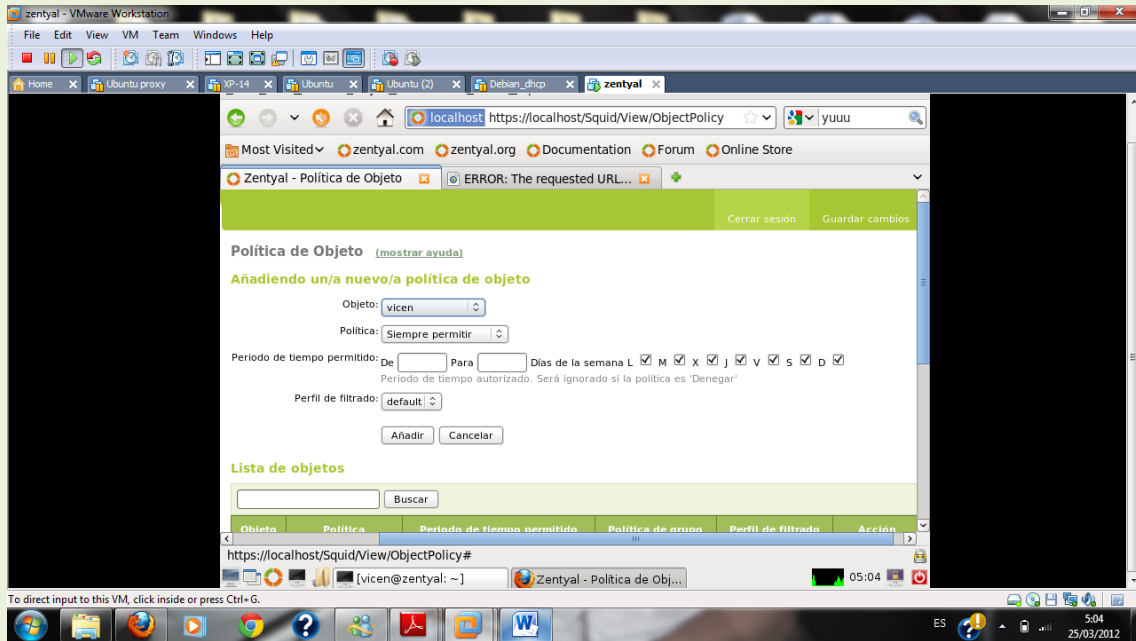 zentyal - VMware Workstation
File Edit View VM Team Windows Help
Home Ubuntu proxy XP-14 Ubuntu Ubuntu (2) Debian_dhcp zentyal
localhost https://localhost/Squid/View/ObjectPolicy yuuu
Most Visited zentyal.com zentyal.org Documentation Forum Online Store
Zentyal - Política de Objeto ERROR: The requested URL...
Cerrar sesión Guardar cambios
Política de Objeto (mostrar ayuda)
Añadiendo un/a nuevo/a política de objeto
Objeto: vicen
Política: Siempre permitir
Periodo de tiempo permitido: De Para Días de la semana L M X J V S D
Periodo de tiempo autorizado. Será ignorado si la política es 'Denegar'
Perfil de filtrado: default
Añadir Cancelar
Lista de objetos
Buscar
Objeto Política Periodo de tiempo permitido Política de grupo Perfil de filtrado Acción
https://localhost/Squid/View/ObjectPolicy#
[vicen@zentyal: ~] Zentyal - Política de Obj... 05:04
To direct input to this VM, click inside or press Ctrl+G.
ES 5:04
25/03/2012